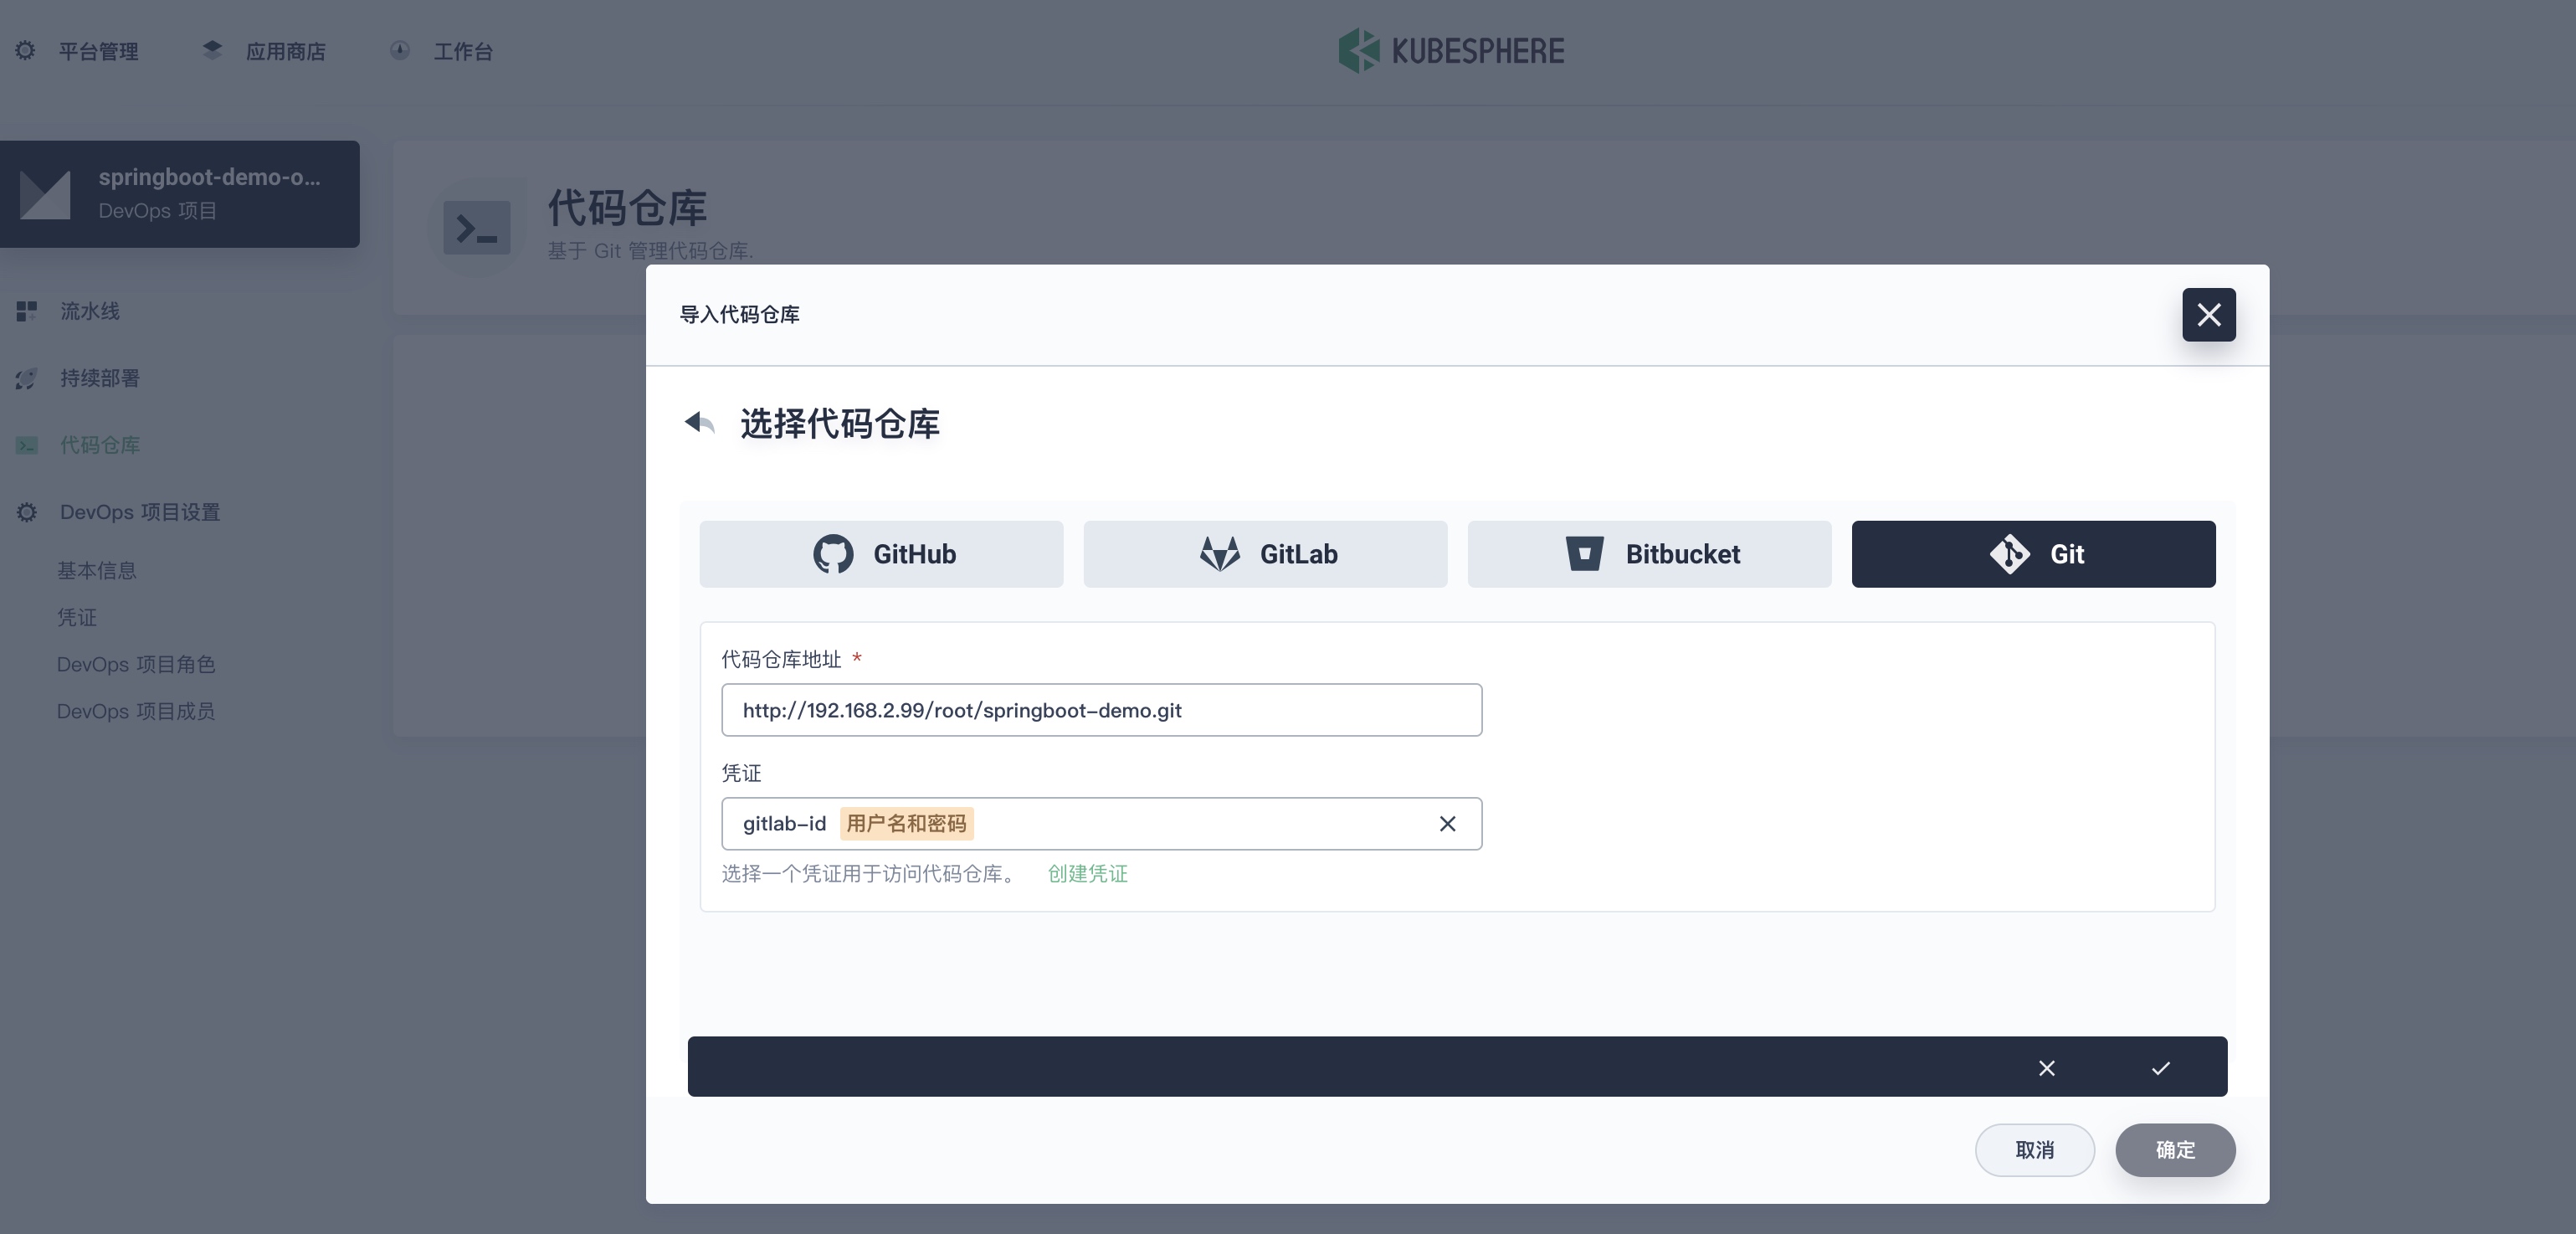 平台管理
应用商店
工作台
KUBESPHERE
springboot-demo-o...
DevOps 项目
代码仓库
基于 Git 管理代码仓库.
流水线
持续部署
代码仓库
DevOps 项目设置
基本信息
凭证
DevOps 项目角色
DevOps 项目成员
导入代码仓库
选择代码仓库
GitHub
GitLab
Bitbucket
Git
代码仓库地址 *
http://192.168.2.99/root/springboot-demo.git
凭证
gitlab-id 用户名和密码
选择一个凭证用于访问代码仓库。 创建凭证
取消
确定